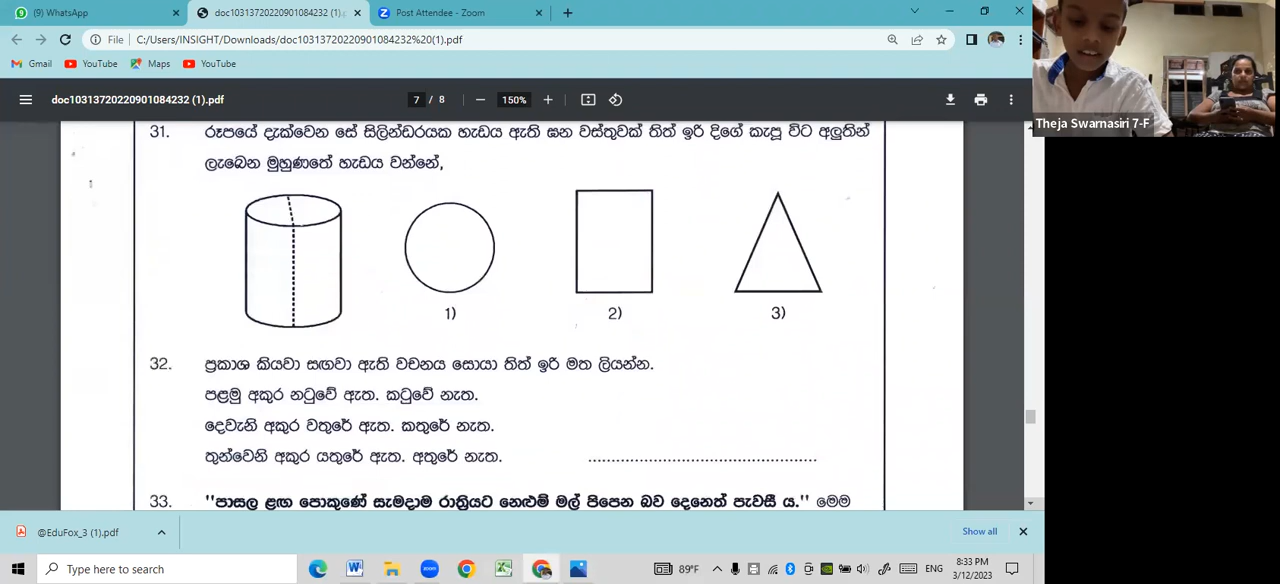 (9) WhatsApp
doc10313720220901084232 (1).p
Post Attendee - Zoom
File
C:/Users/INSIGHT/Downloads/doc10313720220901084232%20(1).pdf
Gmail
YouTube
Maps
YouTube
doc10313720220901084232 (1).pdf
7 / 8
150%
Theja Swarnasiri 7-F
31. රූපයේ දැක්වෙන සේ සිලින්ඩරයක හැඩය ඇති ඝන වස්තුවක් තිත් ඉරි දිගේ කැපූ විට අලුතින්
ලැබෙන මුහුණතේ හැඩය වන්නේ,
1)
2)
3)
32. ප්‍රකාශ කියවා සඟවා ඇති වචනය සොයා තිත් ඉරි මත ලියන්න.
පළමු අකුර නටුවේ ඇත. කටුවේ නැත.
දෙවැනි අකුර වතුරේ ඇත. කතුරේ නැත.
තුන්වෙනි අකුර යතුරේ ඇත. අතුරේ නැත. ................................................
33. "පාසල ළඟ පොකුණේ සැමදාම රාත්‍රියට නෙළුම් මල් පිපෙන බව දෙනෙත් පැවසී ය." මෙම
@EduFox_3 (1).pdf
Show all
Type here to search
89°F
ENG
8:33 PM
3/12/2023